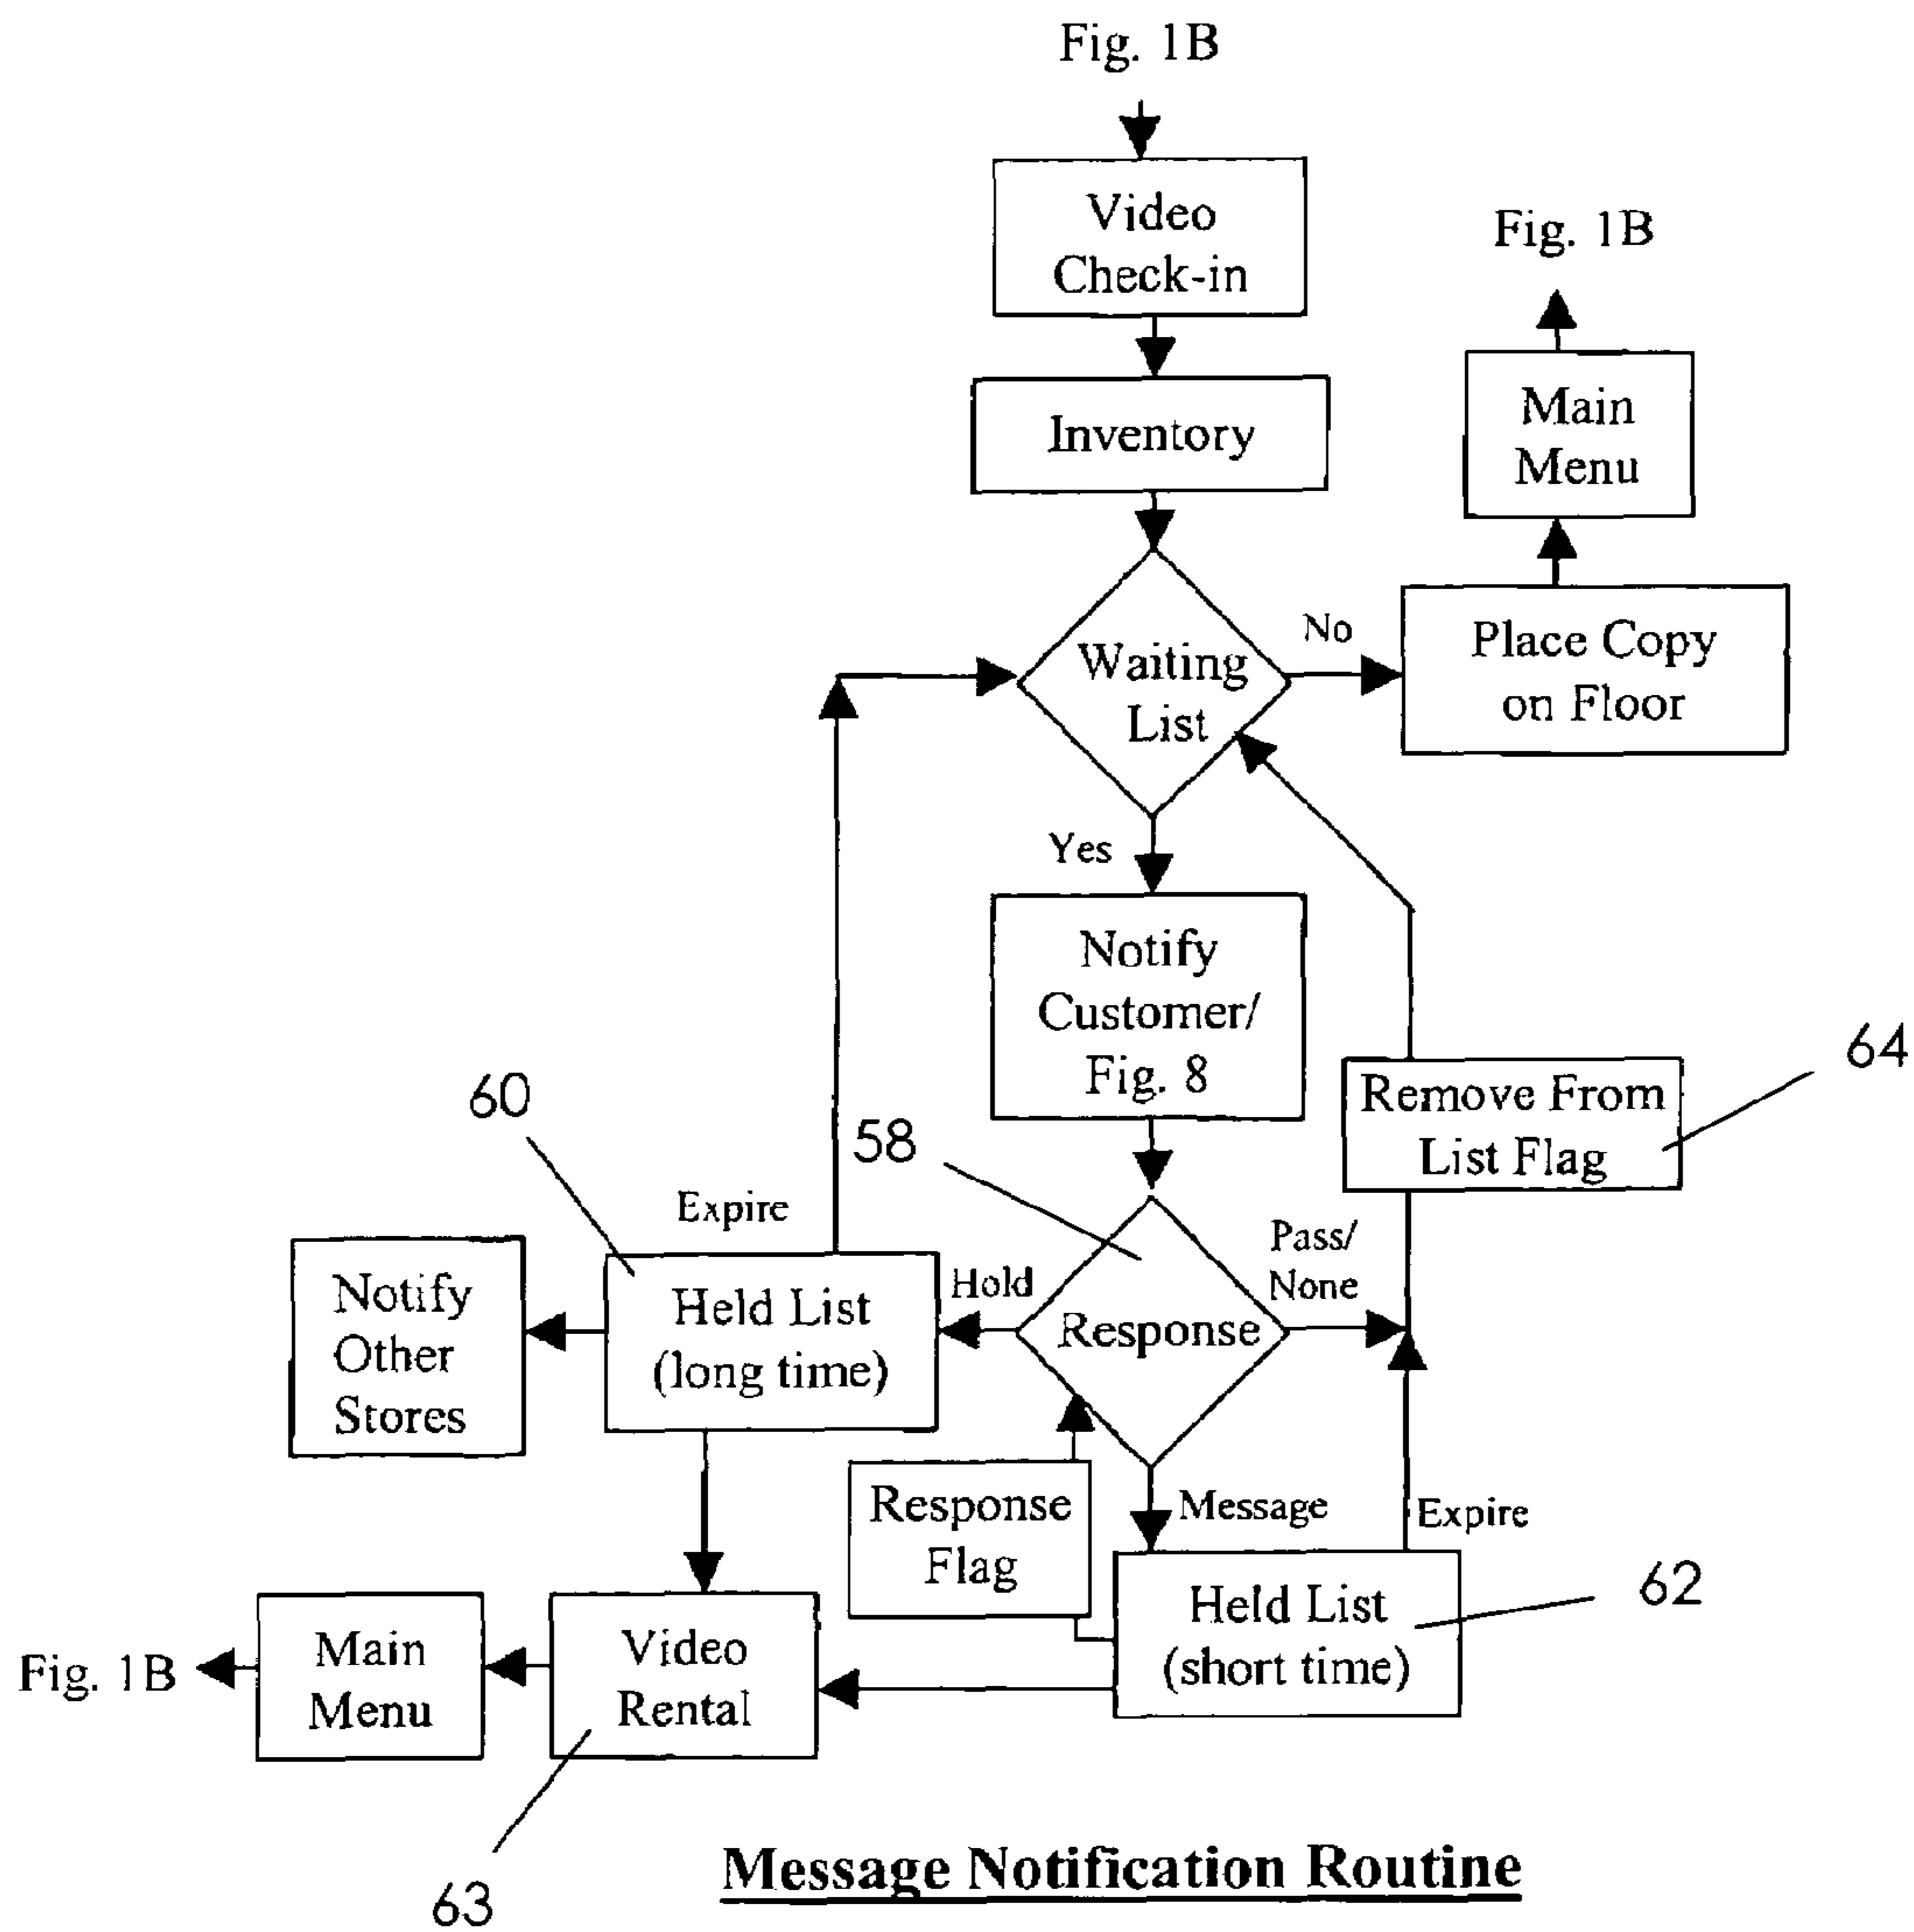 Fig. 1B
Video
Check-in
Fig. 1B
Inventory
Main
Menu
Waiting
List
No
Place Copy
on Floor
Yes
Notify
Customer/
Fig. 8
64
Remove From
List Flag
60
58
Expire
Pass/
None
Notify
Other
Stores
Held List
(long time)
Hold
Response
Response
Flag
Message
Expire
62
Held List
(short time)
Fig. 1B
Main
Menu
Video
Rental
63
Message Notification Routine